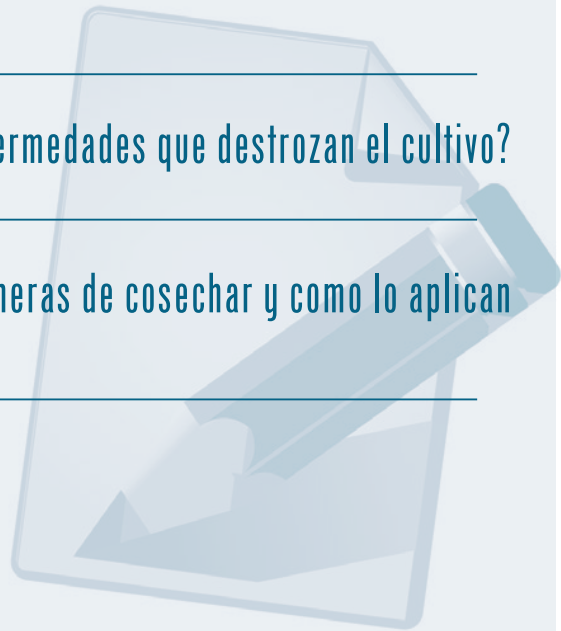 ermedades que destrozan el cultivo?
neras de cosechar y como lo aplican